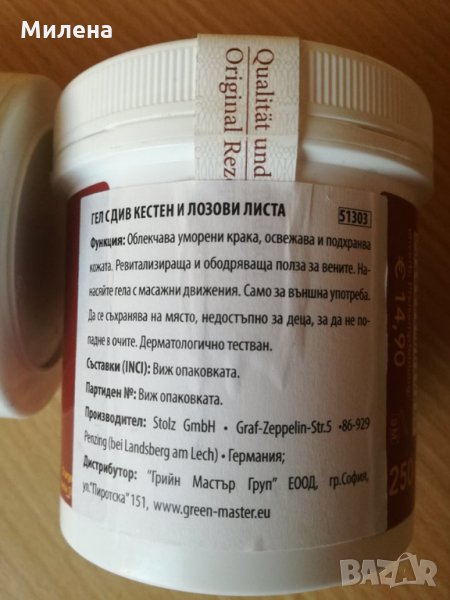 Милена
Qualität und
Original Reze
ГЕЛ С ДИВ КЕСТЕН И ЛОЗОВИ ЛИСТА 51303
Функция: Облекчава уморени крака, освежава и подхранва
кожата. Ревитализираща и ободряваща полза за вените. На-
насяйте гела с масажни движения. Само за външна употреба.
Да се съхранява на място, недостъпно за деца, за да не по-
падне в очите. Дерматологично тестван.
Съставки (INCI): Виж опаковката.
Партиден №: Виж опаковката.
Производител: Stolz GmbH • Graf-Zeppelin-Str.5 •86-929
Penzing (bei Landsberg am Lech) • Германия;
Дистрибутор: "Грийн Мастър Груп" ЕООД, гр.София,
ул."Пиротска" 151, www.green-master.eu
€ 14,90
250
BAZAR